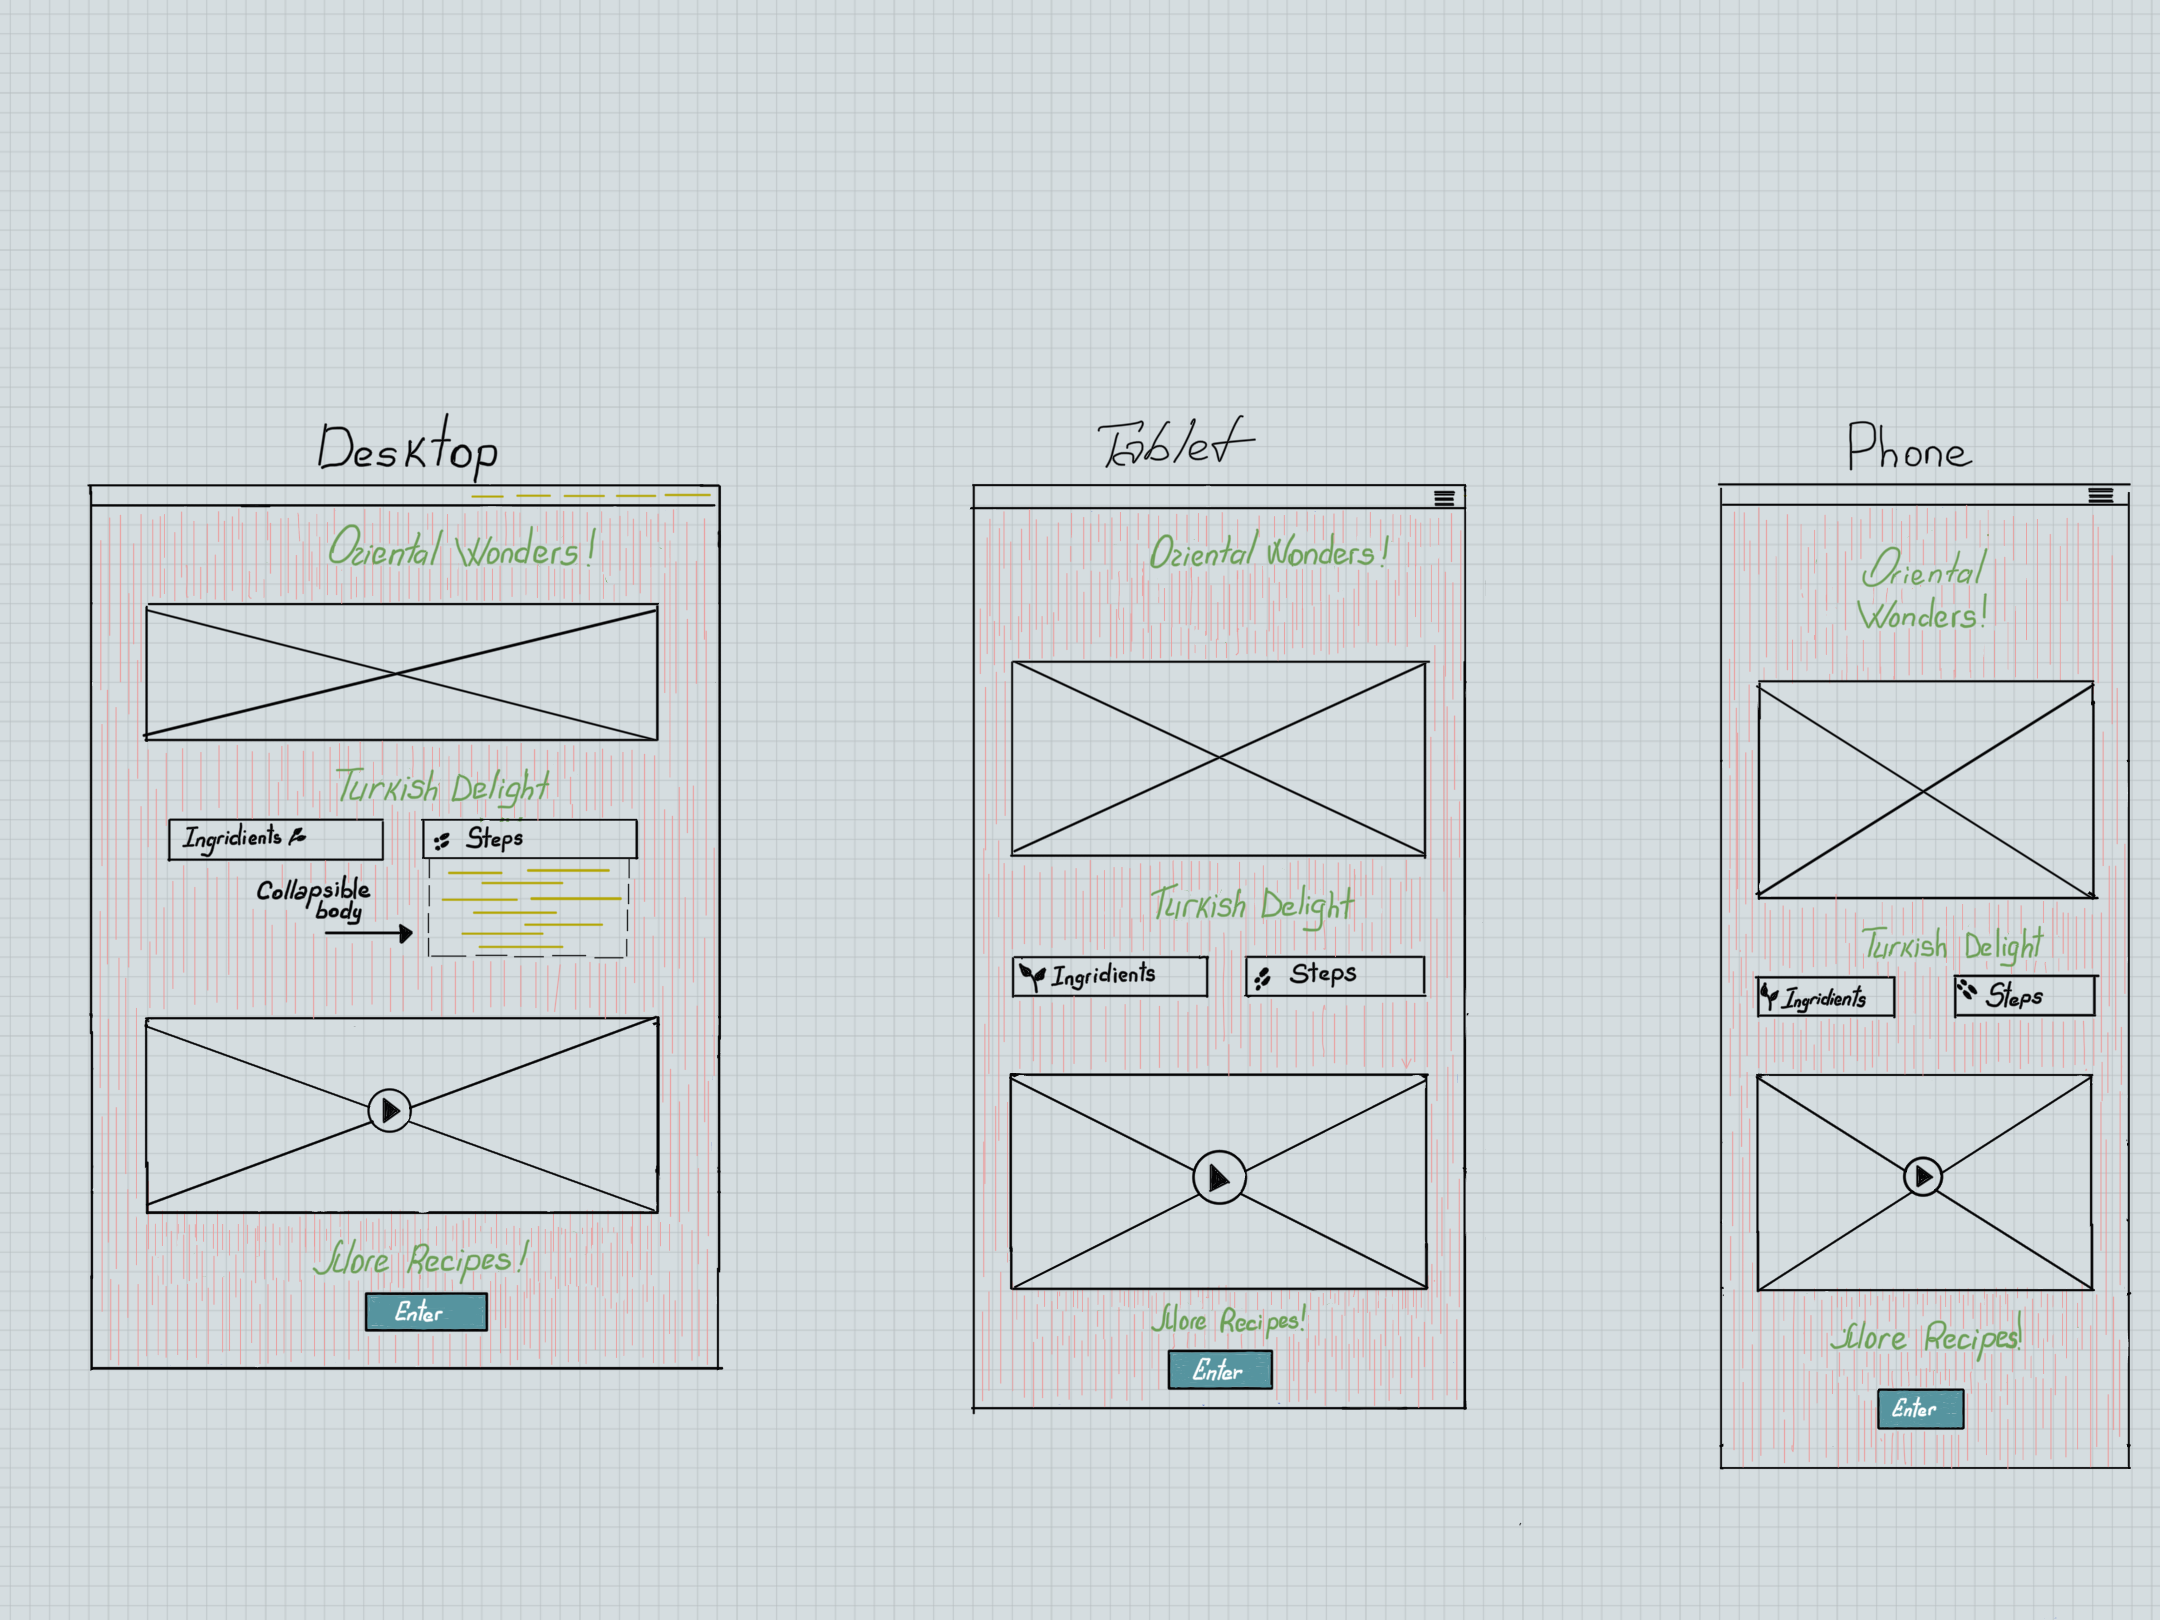 Desktop
Oriental Wonders!
Turkish Delight
Ingridients
Steps
Collapsible
body
More Recipes!
Enter
Tablet
Oriental Wonders!
Turkish Delight
Ingridients
Steps
More Recipes!
Enter
Phone
Oriental
Wonders!
Turkish Delight
Ingridients
Steps
More Recipes!
Enter